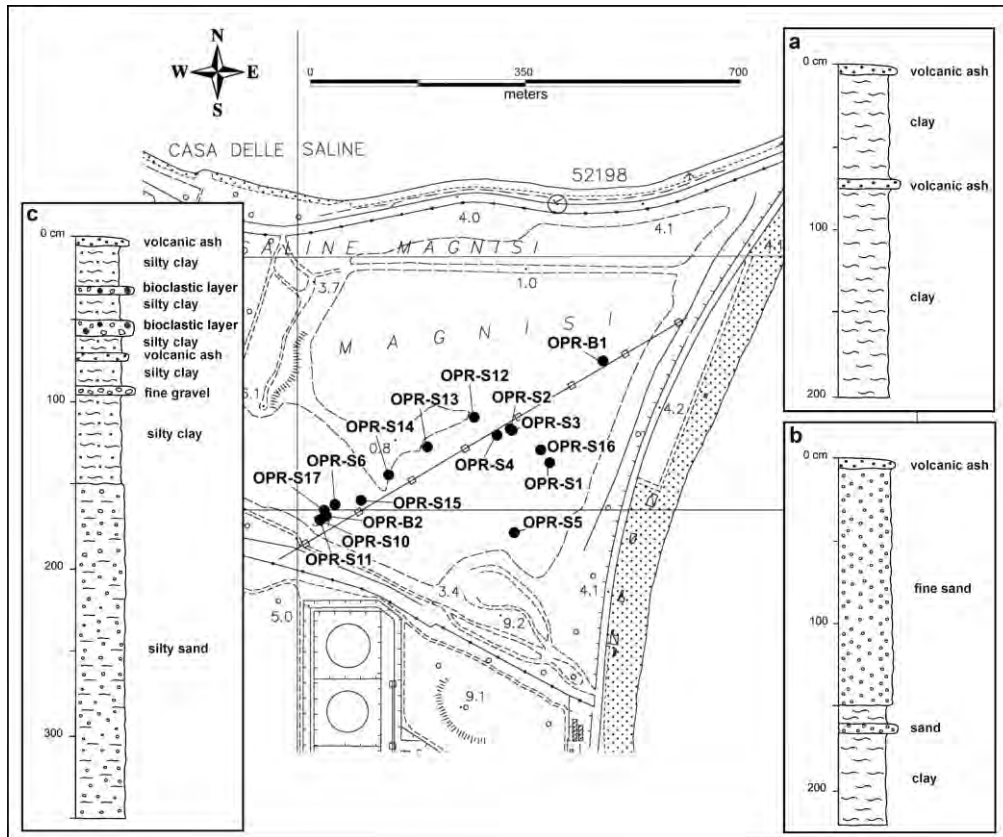 N
W E
S
0 350 700
meters
CASA DELLE SALINE
52198
4.0
4.1
SALINE MAGNISI
4.1
3.7
1.0
MAGNISI
OPR-B1
OPR-S12
OPR-S2
OPR-S13
OPR-S3
5.1
4.2
OPR-S14
0.8
OPR-S16
OPR-S4
OPR-S6
OPR-S1
OPR-S17
OPR-S15
OPR-B2
OPR-S5
OPR-S10
OPR-S11
3.4
4.1
5.0
9.2
9.1
c
0 cm
volcanic ash
silty clay
bioclastic layer
silty clay
bioclastic layer
silty clay
volcanic ash
silty clay
fine gravel
100
silty clay
200
silty sand
300
a
0 cm
volcanic ash
clay
volcanic ash
100
clay
200
b
0 cm
volcanic ash
fine sand
100
sand
clay
200